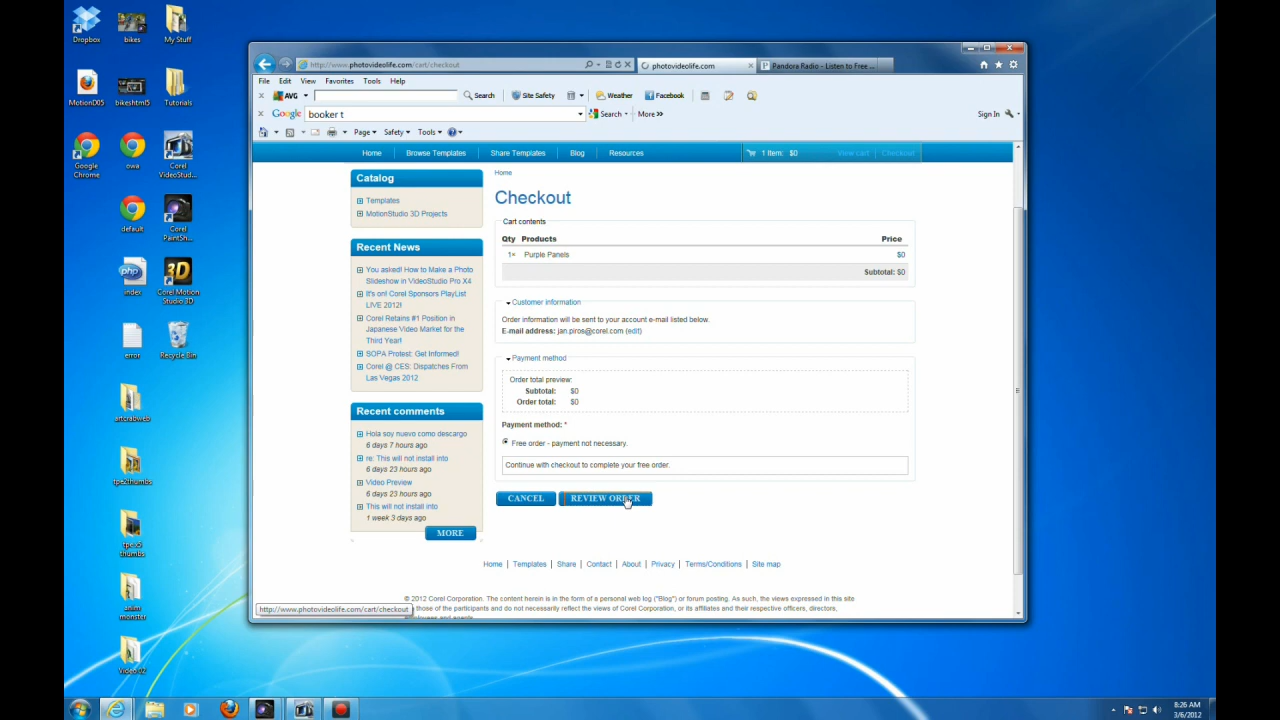 Dropbox
bikes
My Stuff
MotionD05
bikeshtml5
Tutorials
Google Chrome
owa
Corel VideoStud...
default
Corel PaintSh...
index
Corel Motion Studio 3D
error
Recycle Bin
tpex5 thumbs
anim monster
http://www.photovideolife.com/cart/checkout
photovideolife.com
Pandora Radio - Listen to Free ...
File Edit View Favorites Tools Help
x AVG Search Site Safety Weather Facebook
x Google booker t Search More >> Sign In
Page Safety Tools
Home Browse Templates Share Templates Blog Resources 1 Item: $0 View cart Checkout
Catalog
Templates
MotionStudio 3D Projects
Recent News
You asked! How to Make a Photo
Slideshow in VideoStudio Pro X4
It's on! Corel Sponsors PlayList
LIVE 2012!
Corel Retains #1 Position in
Japanese Video Market for the
Third Year!
SOPA Protest: Get Informed!
Corel @ CES: Dispatches From
Las Vegas 2012
Recent comments
Hola soy nuevo como descargo
6 days 7 hours ago
re: This will not install into
6 days 23 hours ago
Video Preview
6 days 23 hours ago
This will not install into
1 week 3 days ago
MORE
Home
Checkout
Cart contents
Qty Products Price
1× Purple Panels $0
Subtotal: $0
Customer information
Order information will be sent to your account e-mail listed below.
E-mail address: jan.piros@corel.com (edit)
Payment method
Order total preview:
Subtotal: $0
Order total: $0
Payment method: *
Free order - payment not necessary.
Continue with checkout to complete your free order.
CANCEL REVIEW ORDER
Home | Templates | Share | Contact | About | Privacy | Terms/Conditions | Site map
© 2012 Corel Corporation. The content herein is in the form of a personal web log ("Blog") or forum posting. As such, the views expressed in this site
those of the participants and do not necessarily reflect the views of Corel Corporation, or its affiliates and their respective officers, directors,
employees and agents.
http://www.photovideolife.com/cart/checkout
8:26 AM
3/6/2012